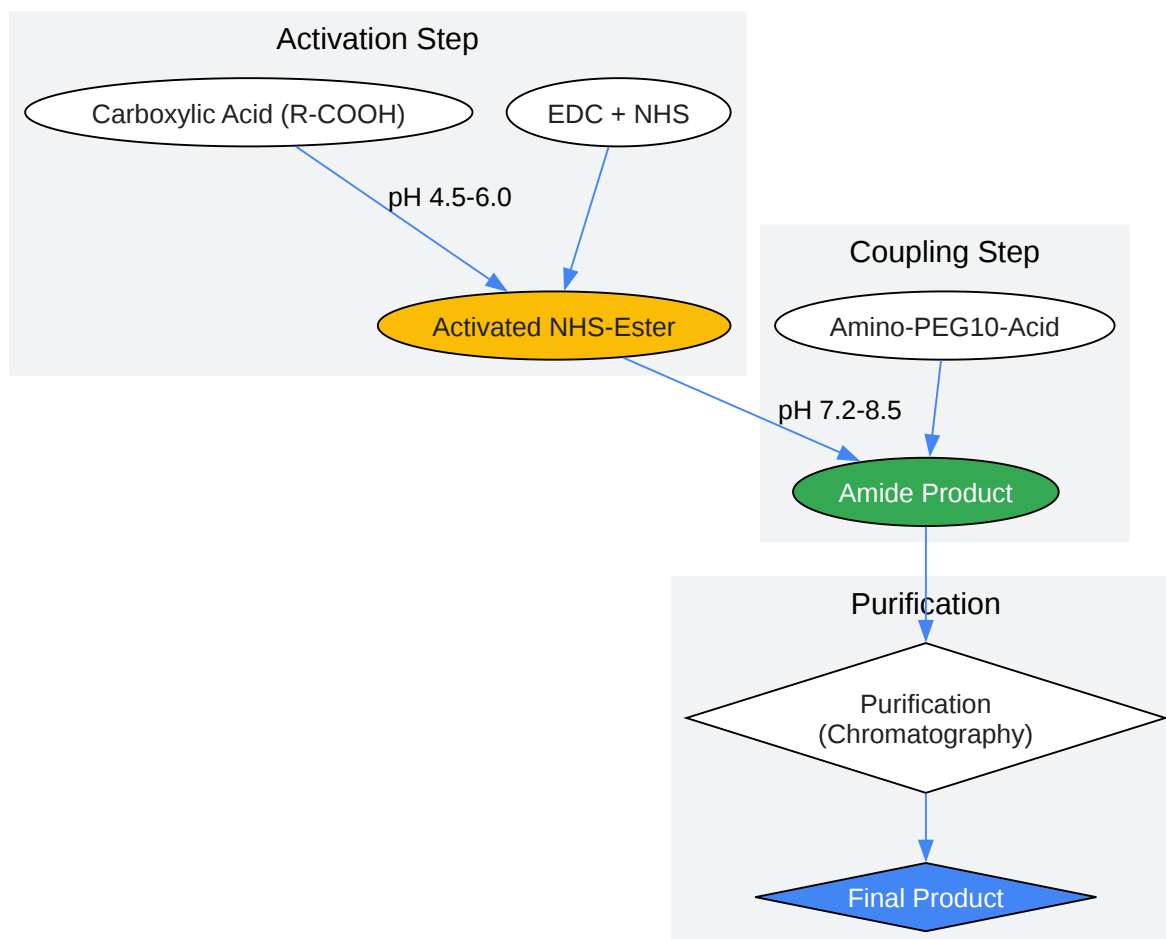 Activation Step
Carboxylic Acid (R-COOH)
EDC + NHS
pH 4.5-6.0
Activated NHS-Ester
Coupling Step
Amino-PEG10-Acid
pH 7.2-8.5
Amide Product
Purification
Purification
(Chromatography)
Final Product